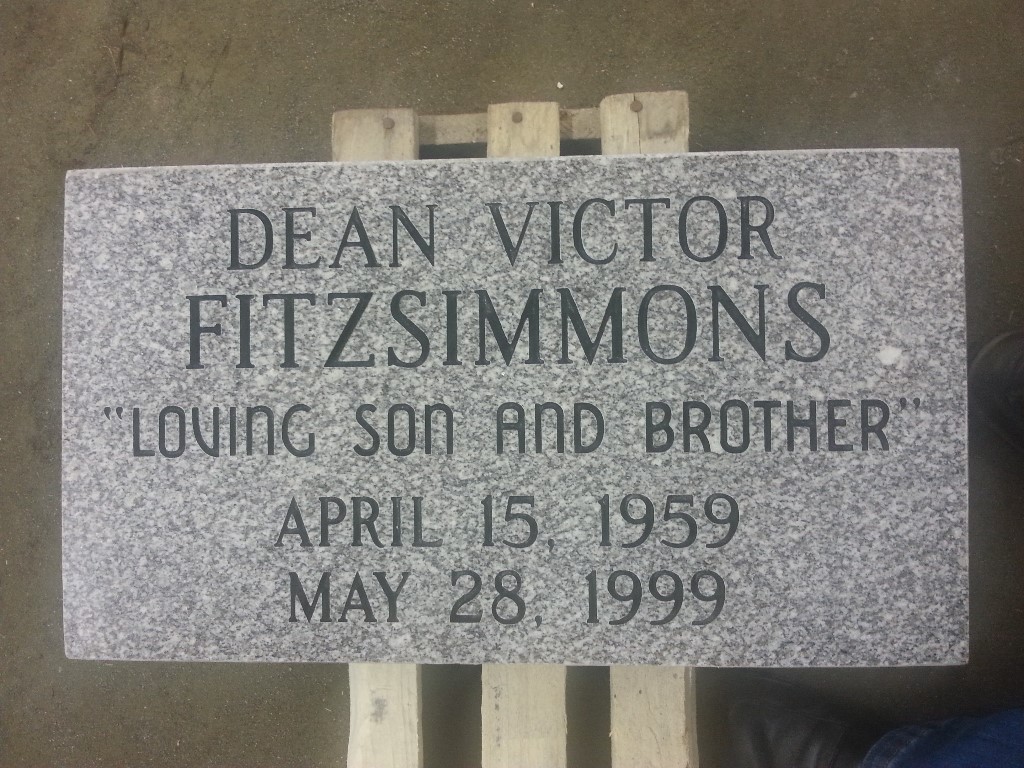 DEAN VICTOR
FITZSIMMONS
"LOVING SON AND BROTHER"
APRIL 15, 1959
MAY 28, 1999